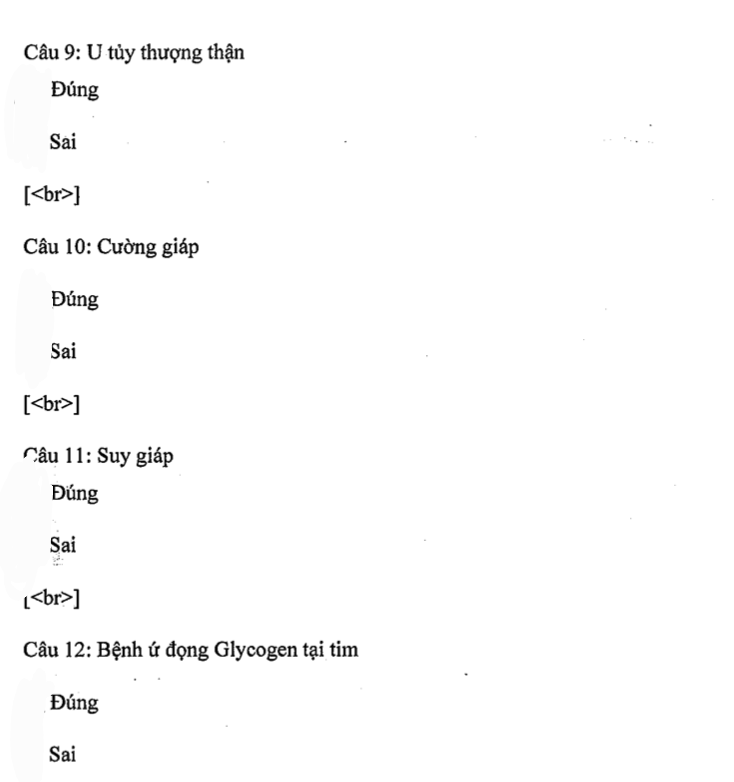 Câu 9: U tủy thượng thận
Đúng
Sai
[<br>]
Câu 10: Cường giáp
Đúng
Sai
[<br>]
Câu 11: Suy giáp
Đúng
Sai
[<br>]
Câu 12: Bệnh ứ đọng Glycogen tại tim
Đúng
Sai